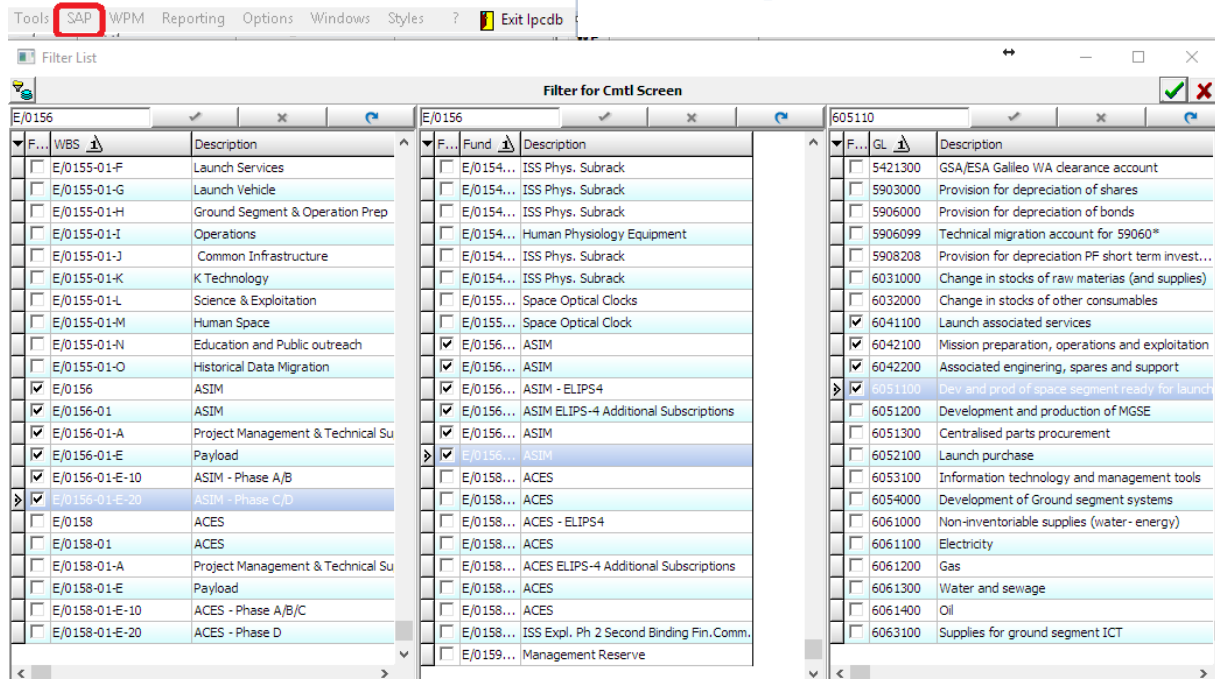 Tools SAP WPM Reporting Options Windows Styles ? Exit Ipcdb
Filter List
Filter for Cmtl Screen
E/0156
F... WBS 1 Description
E/0155-01-F Launch Services
E/0155-01-G Launch Vehicle
E/0155-01-H Ground Segment & Operation Prep
E/0155-01-I Operations
E/0155-01-J Common Infrastructure
E/0155-01-K K Technology
E/0155-01-L Science & Exploitation
E/0155-01-M Human Space
E/0155-01-N Education and Public outreach
E/0155-01-O Historical Data Migration
E/0156 ASIM
E/0156-01 ASIM
E/0156-01-A Project Management & Technical Su
E/0156-01-E Payload
E/0156-01-E-10 ASIM - Phase A/B
E/0156-01-E-20 ASIM - Phase C/D
E/0158 ACES
E/0158-01 ACES
E/0158-01-A Project Management & Technical Su
E/0158-01-E Payload
E/0158-01-E-10 ACES - Phase A/B/C
E/0158-01-E-20 ACES - Phase D
E/0156
F... Fund 1 Description
E/0154... ISS Phys. Subrack
E/0154... ISS Phys. Subrack
E/0154... ISS Phys. Subrack
E/0154... Human Physiology Equipment
E/0154... ISS Phys. Subrack
E/0154... ISS Phys. Subrack
E/0155... Space Optical Clocks
E/0155... Space Optical Clock
E/0156... ASIM
E/0156... ASIM
E/0156... ASIM - ELIPS4
E/0156... ASIM ELIPS-4 Additional Subscriptions
E/0156... ASIM
E/0156... ASIM
E/0158... ACES
E/0158... ACES
E/0158... ACES - ELIPS4
E/0158... ACES
E/0158... ACES ELIPS-4 Additional Subscriptions
E/0158... ACES
E/0158... ACES
E/0158... ISS Expl. Ph 2 Second Binding Fin.Comm.
E/0159... Management Reserve
605110
F... GL 1 Description
5421300 GSA/ESA Galileo WA clearance account
5903000 Provision for depreciation of shares
5906000 Provision for depreciation of bonds
5906099 Technical migration account for 59060*
5908208 Provision for depreciation PF short term invest...
6031000 Change in stocks of raw materias (and supplies)
6032000 Change in stocks of other consumables
6041100 Launch associated services
6042100 Mission preparation, operations and exploitation
6042200 Associated enginering, spares and support
6051100 Dev and prod of space segment ready for launch
6051200 Development and production of MGSE
6051300 Centralised parts procurement
6052100 Launch purchase
6053100 Information technology and management tools
6054000 Development of Ground segment systems
6061000 Non-inventoriable supplies (water- energy)
6061100 Electricity
6061200 Gas
6061300 Water and sewage
6061400 Oil
6063100 Supplies for ground segment ICT